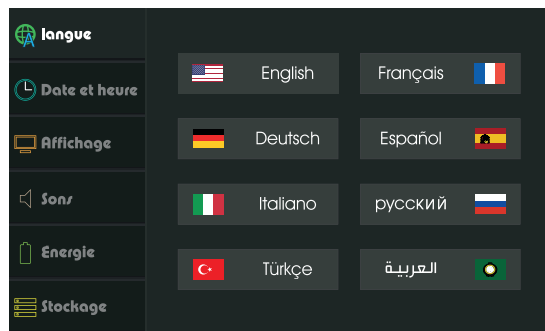 langue
Date et heure
Affichage
Sons
Energie
Stockage
English Français
Deutsch Español
Italiano русский
Türkçe العربية